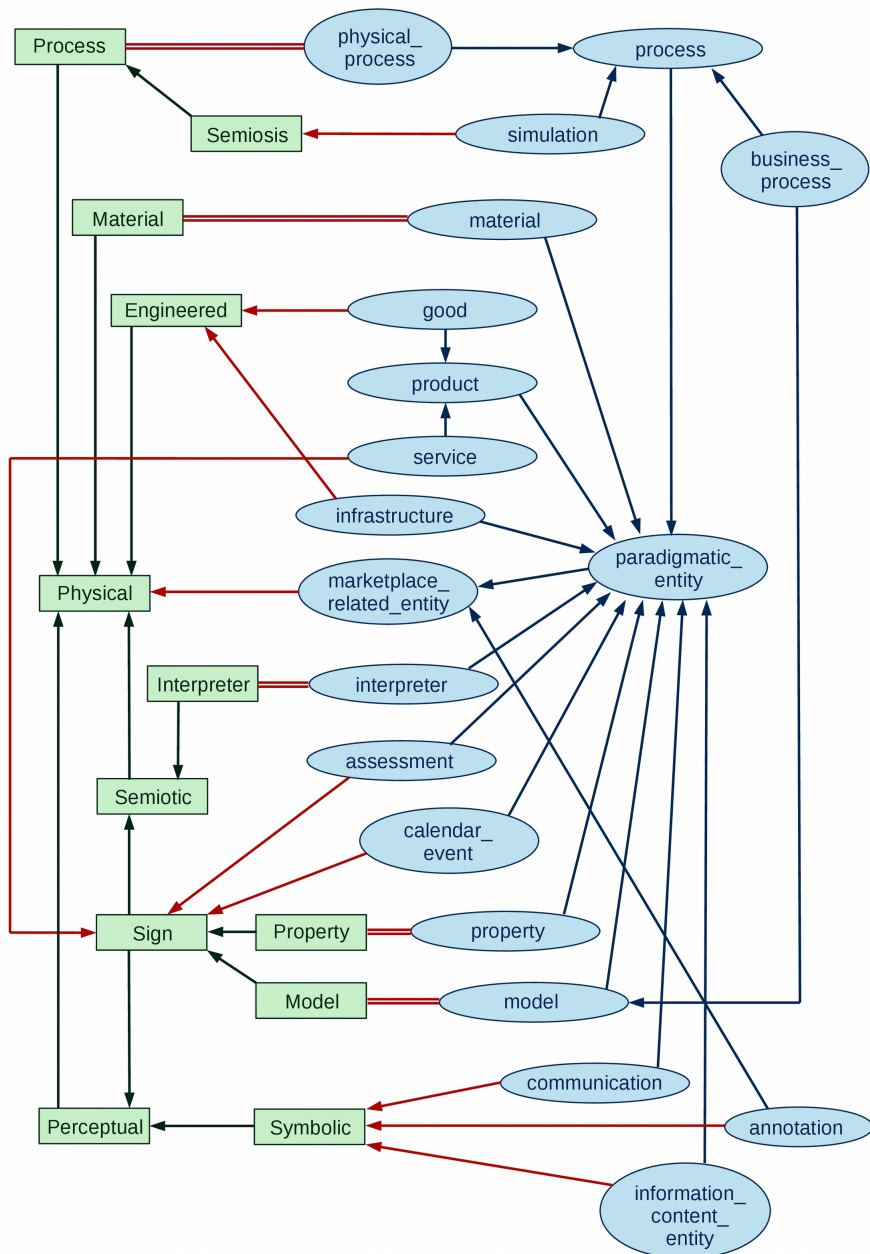 Process
physical_
process
process
Semiosis
simulation
business_
process
Material
material
Engineered
good
product
service
infrastructure
paradigmatic_
entity
Physical
marketplace_
related_entity
Interpreter
interpreter
assessment
Semiotic
calendar_
event
Sign
Property
property
Model
model
communication
Perceptual
Symbolic
annotation
information_
content_
entity